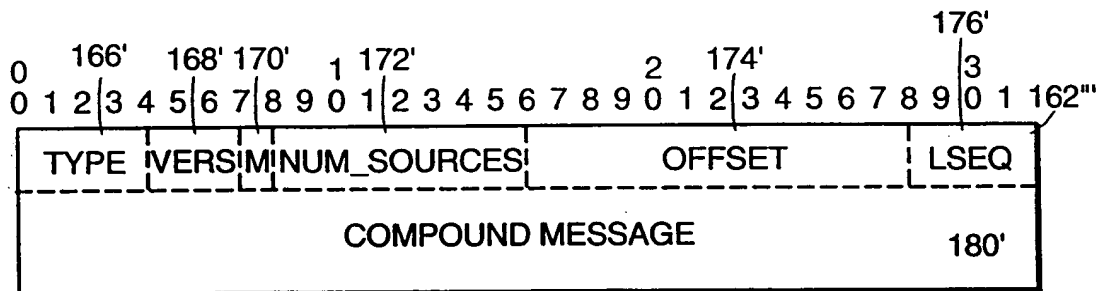 166' 168' 170' 172' 174' 176'
0 1 2 3
0 1 2 3 4 5 6 7 8 9 0 1 2 3 4 5 6 7 8 9 0 1 2 3 4 5 6 7 8 9 0 1 162'''
TYPE VERS M NUM_SOURCES OFFSET LSEQ
COMPOUND MESSAGE 180'